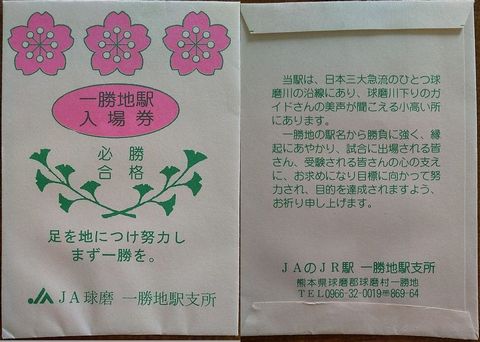 一勝地駅
入場券
必勝
合格
足を地につけ努力し
まず一勝を。
JA球磨 一勝地駅支所
当駅は、日本三大急流のひとつ球
磨川の沿線にあり、球磨川下りのガ
イドさんの美声が聞こえる小高い所
にあります。
一勝地の駅名から勝負に強く、縁
起にあやかり、試合に出場される皆
さん、受験される皆さんの心の支え
に、お求めになり目標に向かって努
力され、目的を達成されますよう、
お祈り申し上げます。
JAのJR駅 一勝地駅支所
熊本県球磨郡球磨村一勝地
TEL0966-32-0019〒869-64